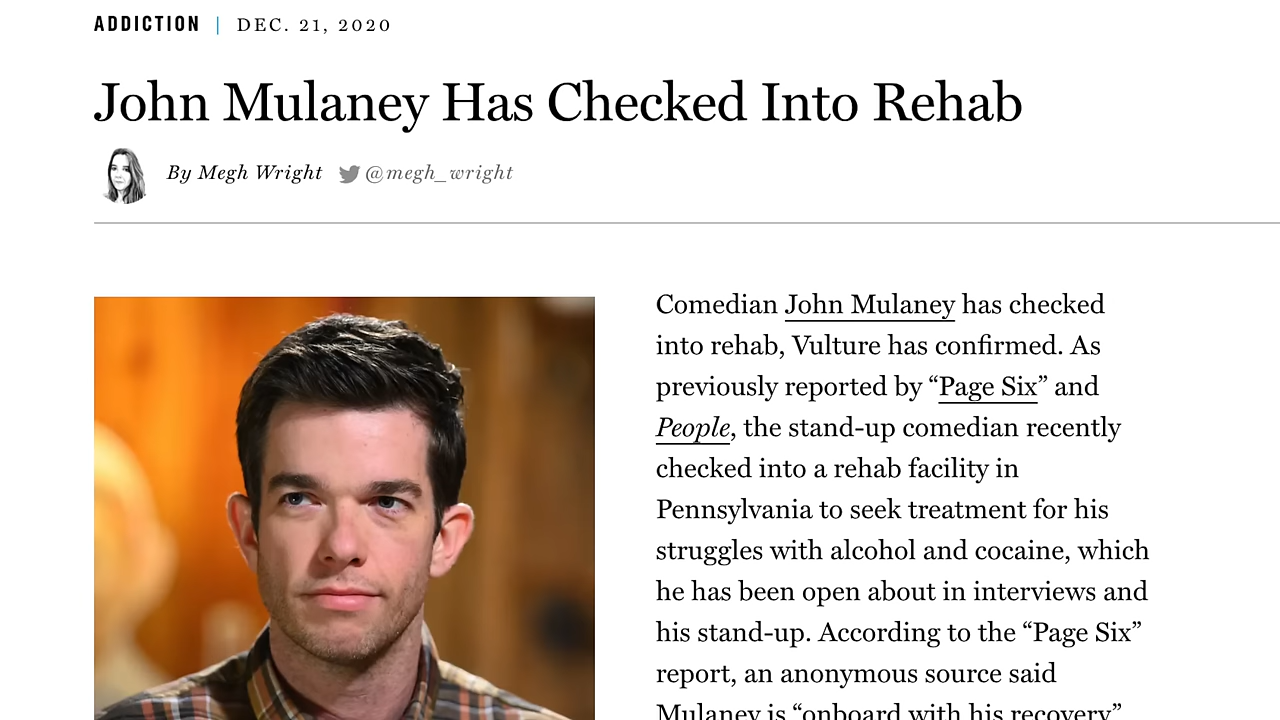 ADDICTION | DEC. 21, 2020
John Mulaney Has Checked Into Rehab
By Megh Wright @megh_wright
Comedian John Mulaney has checked
into rehab, Vulture has confirmed. As
previously reported by “Page Six” and
People, the stand-up comedian recently
checked into a rehab facility in
Pennsylvania to seek treatment for his
struggles with alcohol and cocaine, which
he has been open about in interviews and
his stand-up. According to the “Page Six”
report, an anonymous source said
Mulaney is “onboard with his recovery”